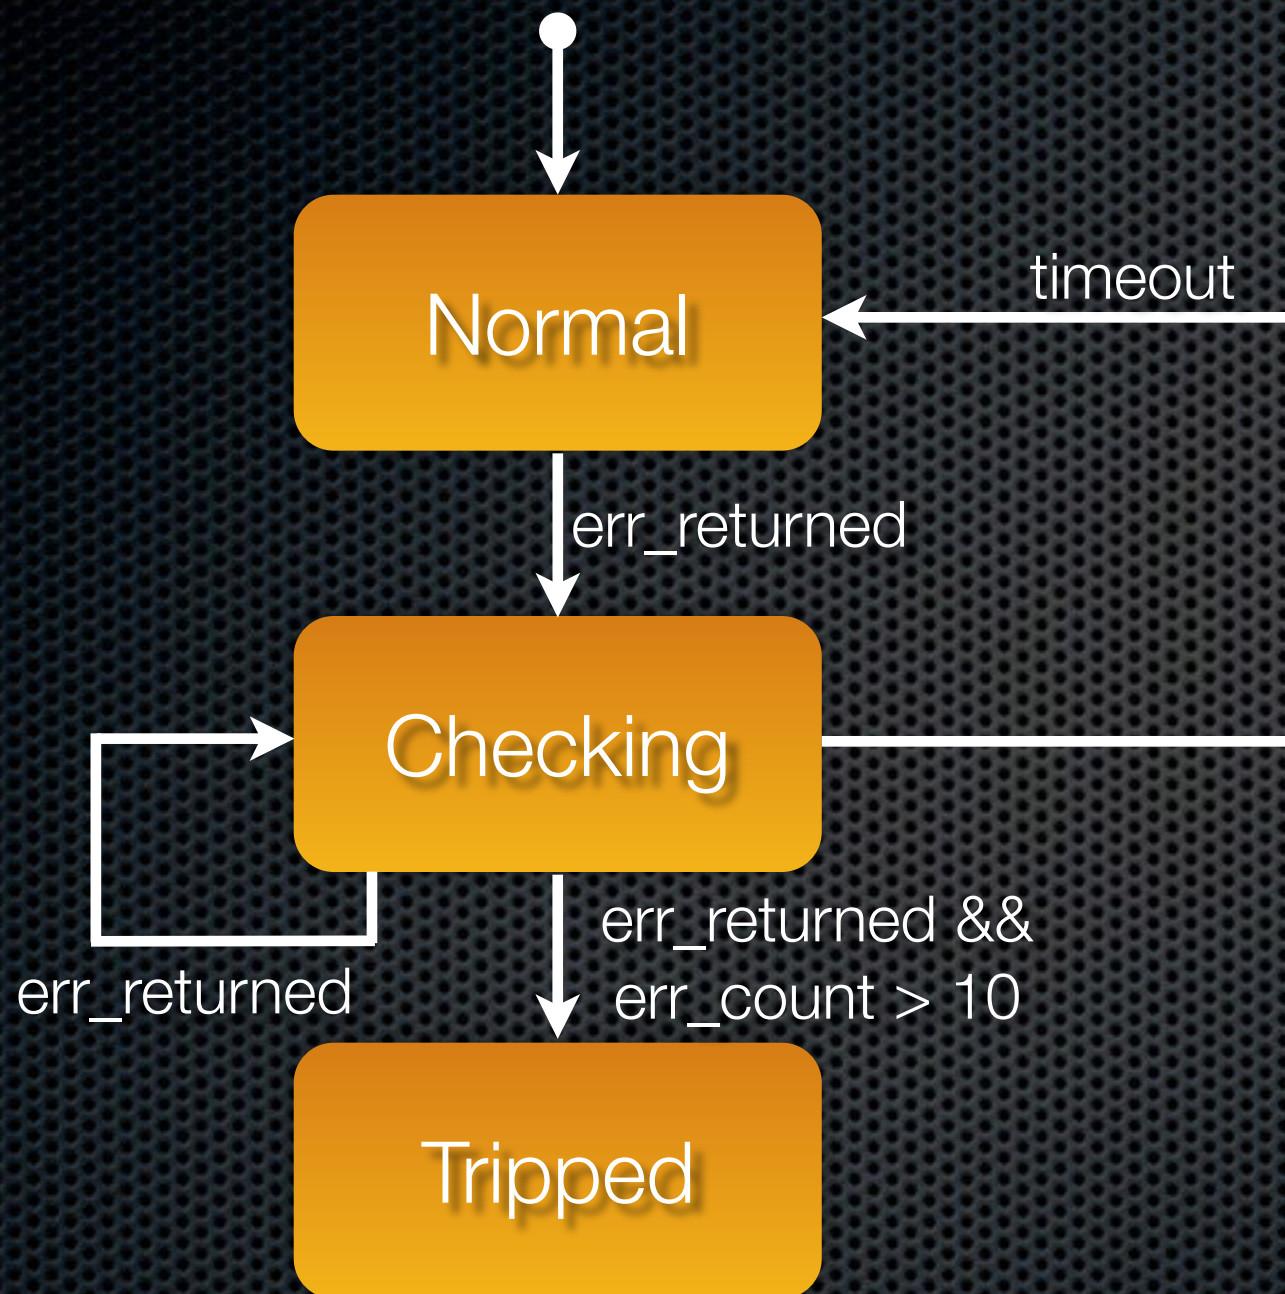 timeout
Normal
err_returned
Checking
err_returned &&
err_count > 10
err_returned
Tripped